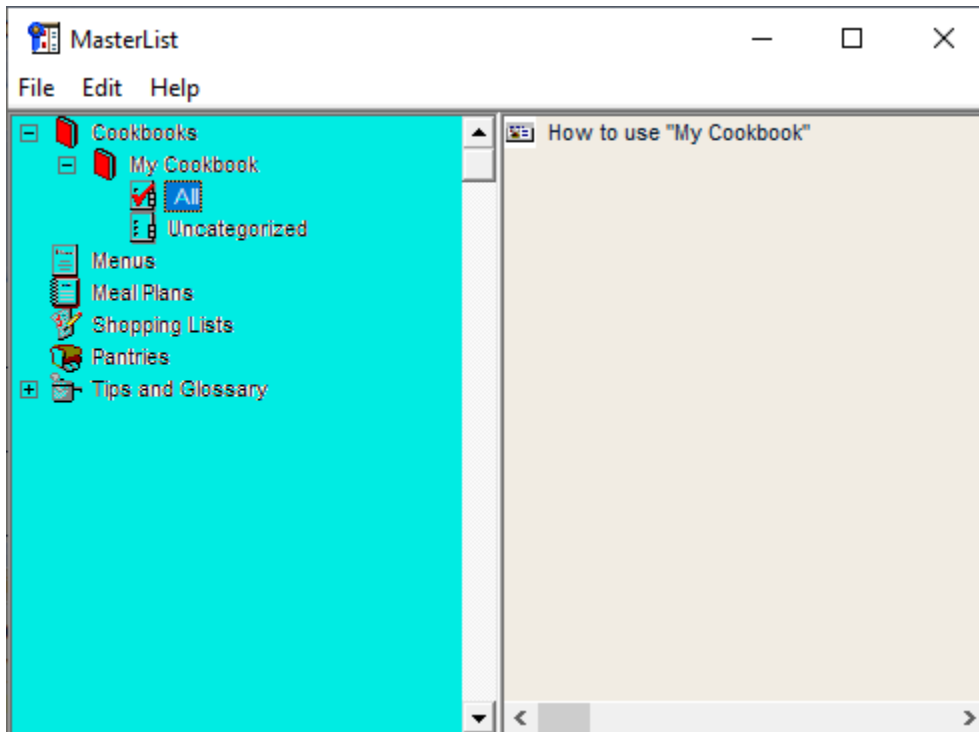 MasterList
File Edit Help
Cookbooks
My Cookbook
All
Uncategorized
Menus
Meal Plans
Shopping Lists
Pantries
Tips and Glossary
How to use "My Cookbook"